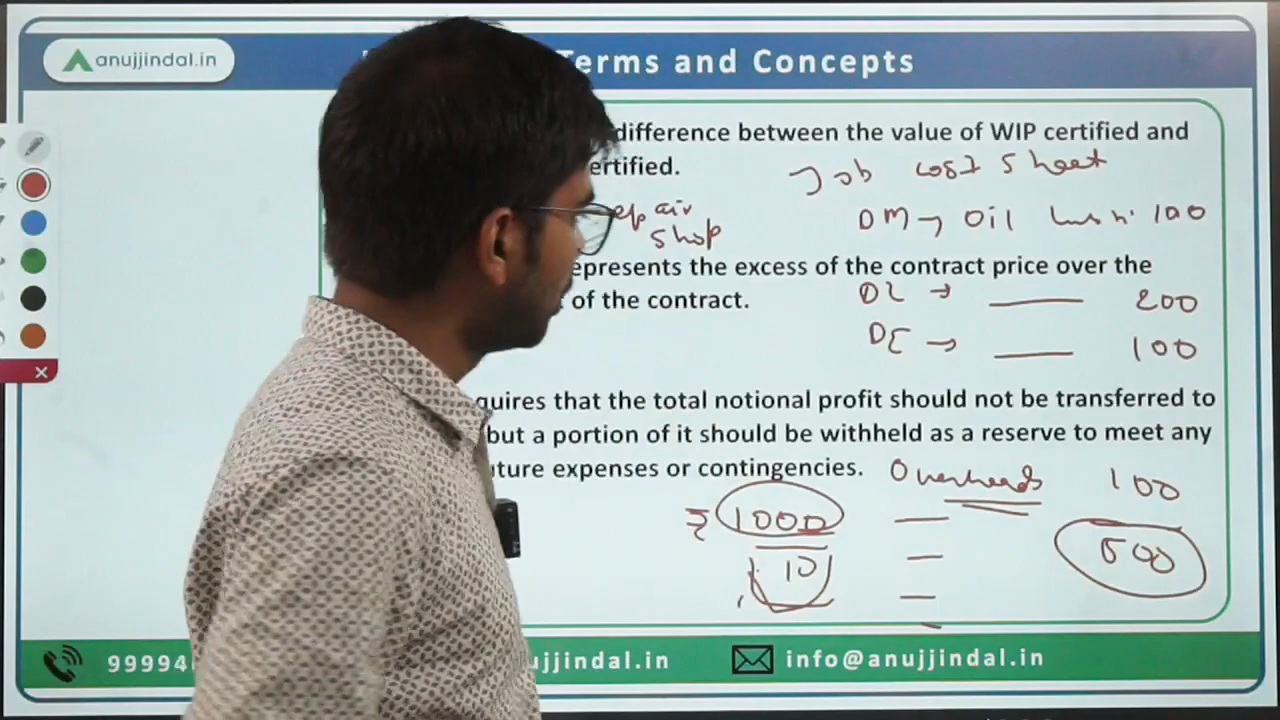 anujjindal.in
Terms and Concepts
difference between the value of WIP certified and
ertified.
Job cost sheet
epair
shop
DM → Oil 100
epresents the excess of the contract price over the
of the contract.
DL → 200
DE → 100
quires that the total notional profit should not be transferred to
but a portion of it should be withheld as a reserve to meet any
uture expenses or contingencies.
Overheads 100
₹ 1000
10
500
99994
jjindal.in
info@anujjindal.in